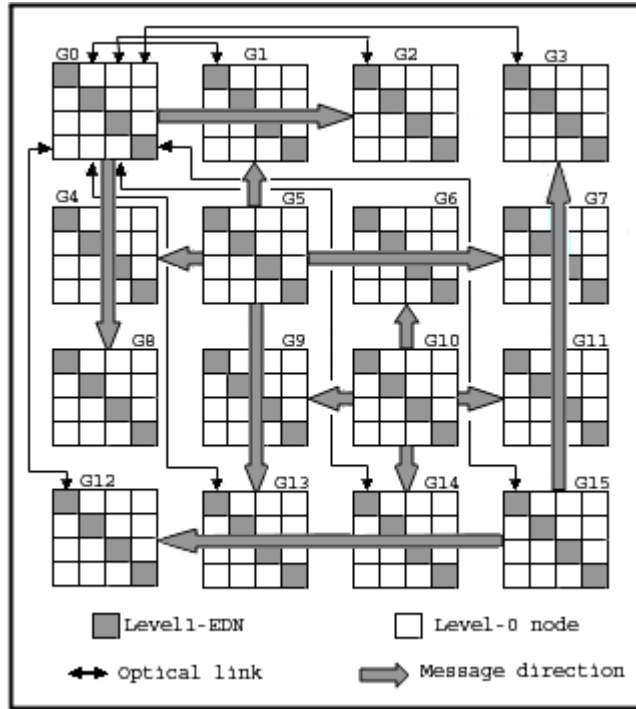 G0 G1 G2 G3
G4 G5 G6 G7
G8 G9 G10 G11
G12 G13 G14 G15
Level1-EDN Level-0 node
Optical link Message direction